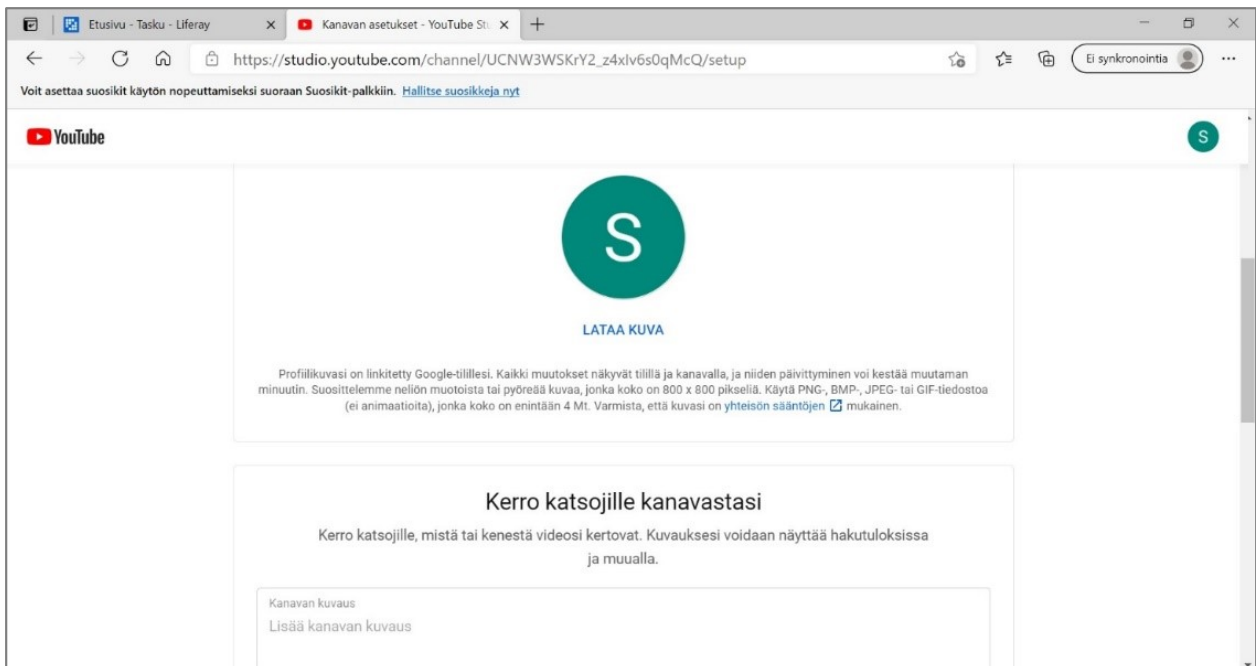 Etusivu - Tasku - Liferay
Kanavan asetukset - YouTube Stu
https://studio.youtube.com/channel/UCNW3WSKrY2_z4xIv6s0qMcQ/setup
Ei synkronointia
Voit asettaa suosikit käytön nopeuttamiseksi suoraan Suosikit-palkkiin. Hallitse suosikkeja nyt
YouTube
S
S
LATAA KUVA
Profiilikuvasi on linkitetty Google-tilillesi. Kaikki muutokset näkyvät tilillä ja kanavalla, ja niiden päivittyminen voi kestää muutaman
minuutin. Suosittelemme neliön muotoista tai pyöreää kuvaa, jonka koko on 800 x 800 pikseliä. Käytä PNG-, BMP-, JPEG- tai GIF-tiedostoa
(ei animaatioita), jonka koko on enintään 4 Mt. Varmista, että kuvasi on yhteisön sääntöjen mukainen.
Kerro katsojille kanavastasi
Kerro katsojille, mistä tai kenestä videosi kertovat. Kuvauksesi voidaan näyttää hakutuloksissa
ja muualla.
Kanavan kuvaus
Lisää kanavan kuvaus